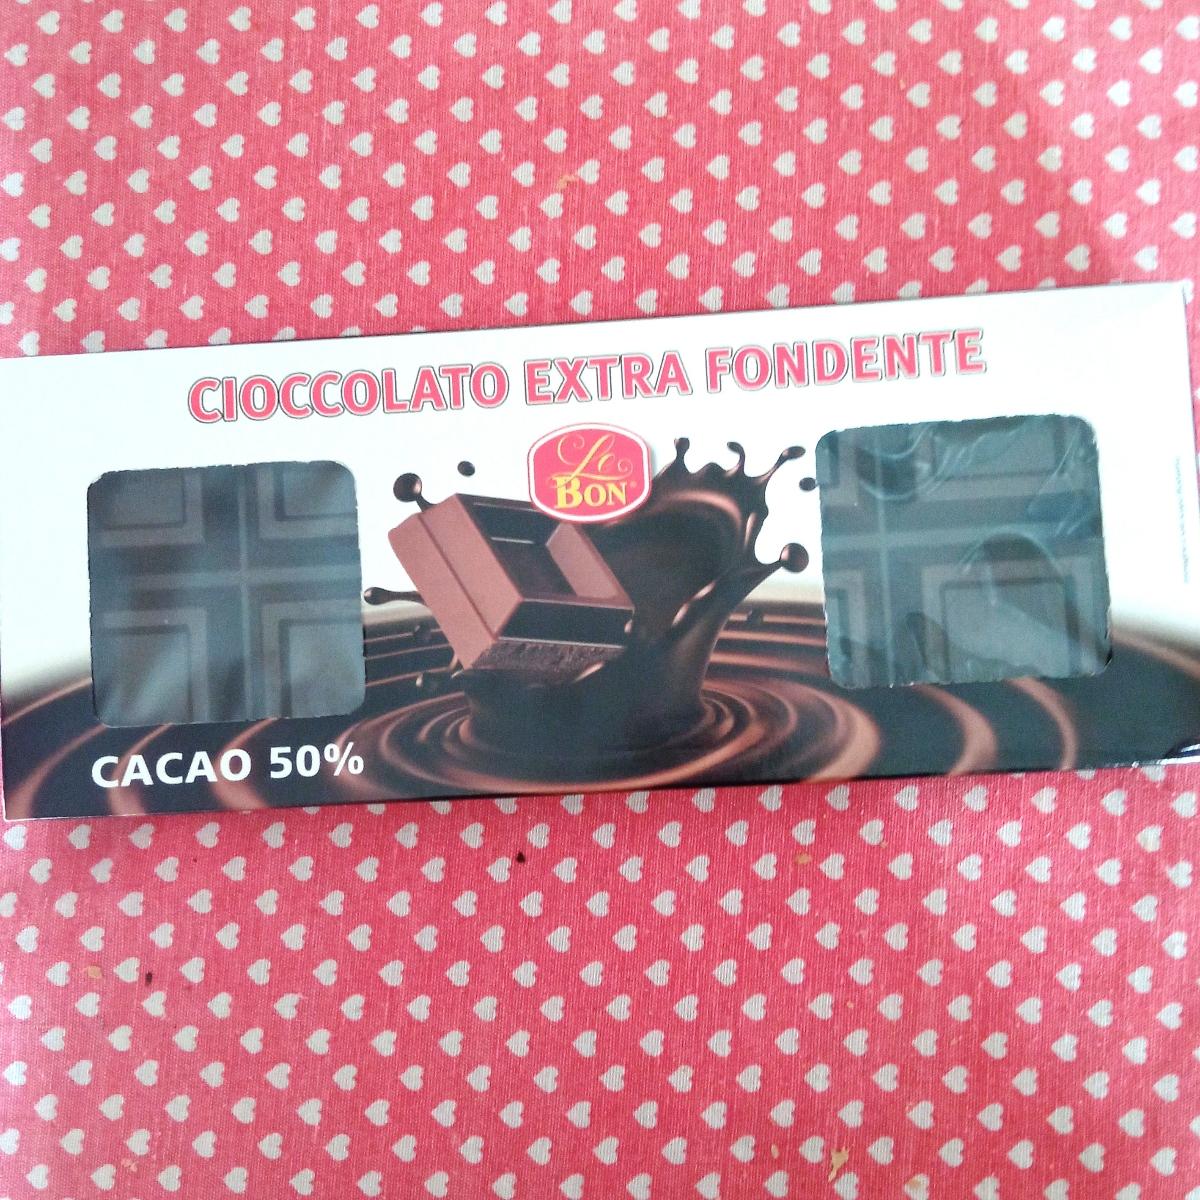 CIOCCOLATO EXTRA FONDENTE
Le
BON
CACAO 50%